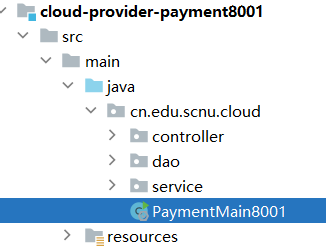 cloud-provider-payment8001
src
main
java
cn.edu.scnu.cloud
controller
dao
service
PaymentMain8001
resources